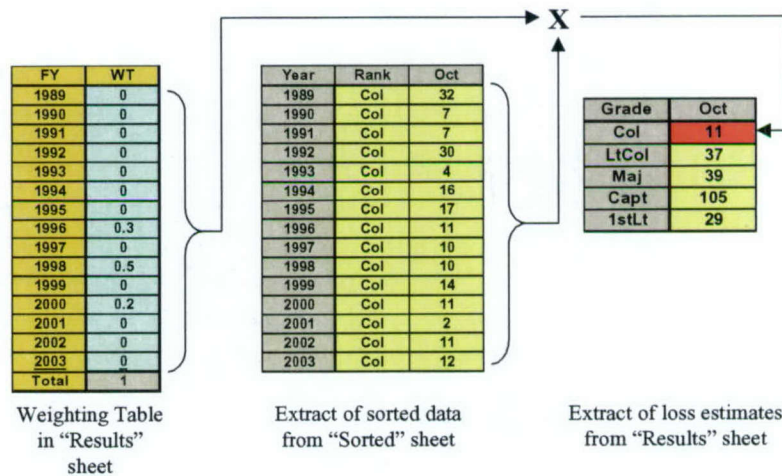 X
FY WT
1989 0
1990 0
1991 0
1992 0
1993 0
1994 0
1995 0
1996 0.3
1997 0
1998 0.5
1999 0
2000 0.2
2001 0
2002 0
2003 0
Total 1
Weighting Table
in “Results”
sheet
Year Rank Oct
1989 Col 32
1990 Col 7
1991 Col 7
1992 Col 30
1993 Col 4
1994 Col 16
1995 Col 17
1996 Col 11
1997 Col 10
1998 Col 10
1999 Col 14
2000 Col 11
2001 Col 2
2002 Col 11
2003 Col 12
Extract of sorted data
from “Sorted” sheet
Grade Oct
Col 11
LtCol 37
Maj 39
Capt 105
1stLt 29
Extract of loss estimates
from “Results” sheet